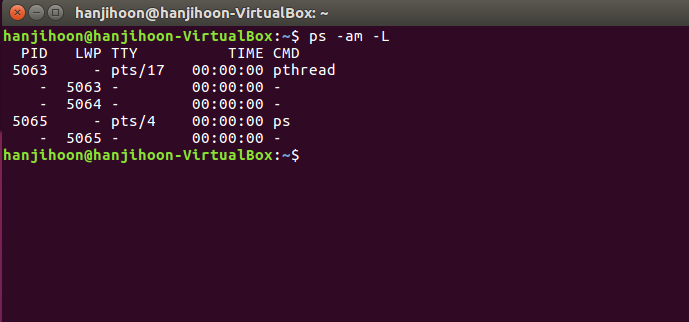 hanjihoon@hanjihoon-VirtualBox: ~
hanjihoon@hanjihoon-VirtualBox:~$ ps -am -L
  PID   LWP TTY          TIME CMD
 5063     - pts/17   00:00:00 pthread
    -  5063 -        00:00:00 -
    -  5064 -        00:00:00 -
 5065     - pts/4    00:00:00 ps
    -  5065 -        00:00:00 -
hanjihoon@hanjihoon-VirtualBox:~$